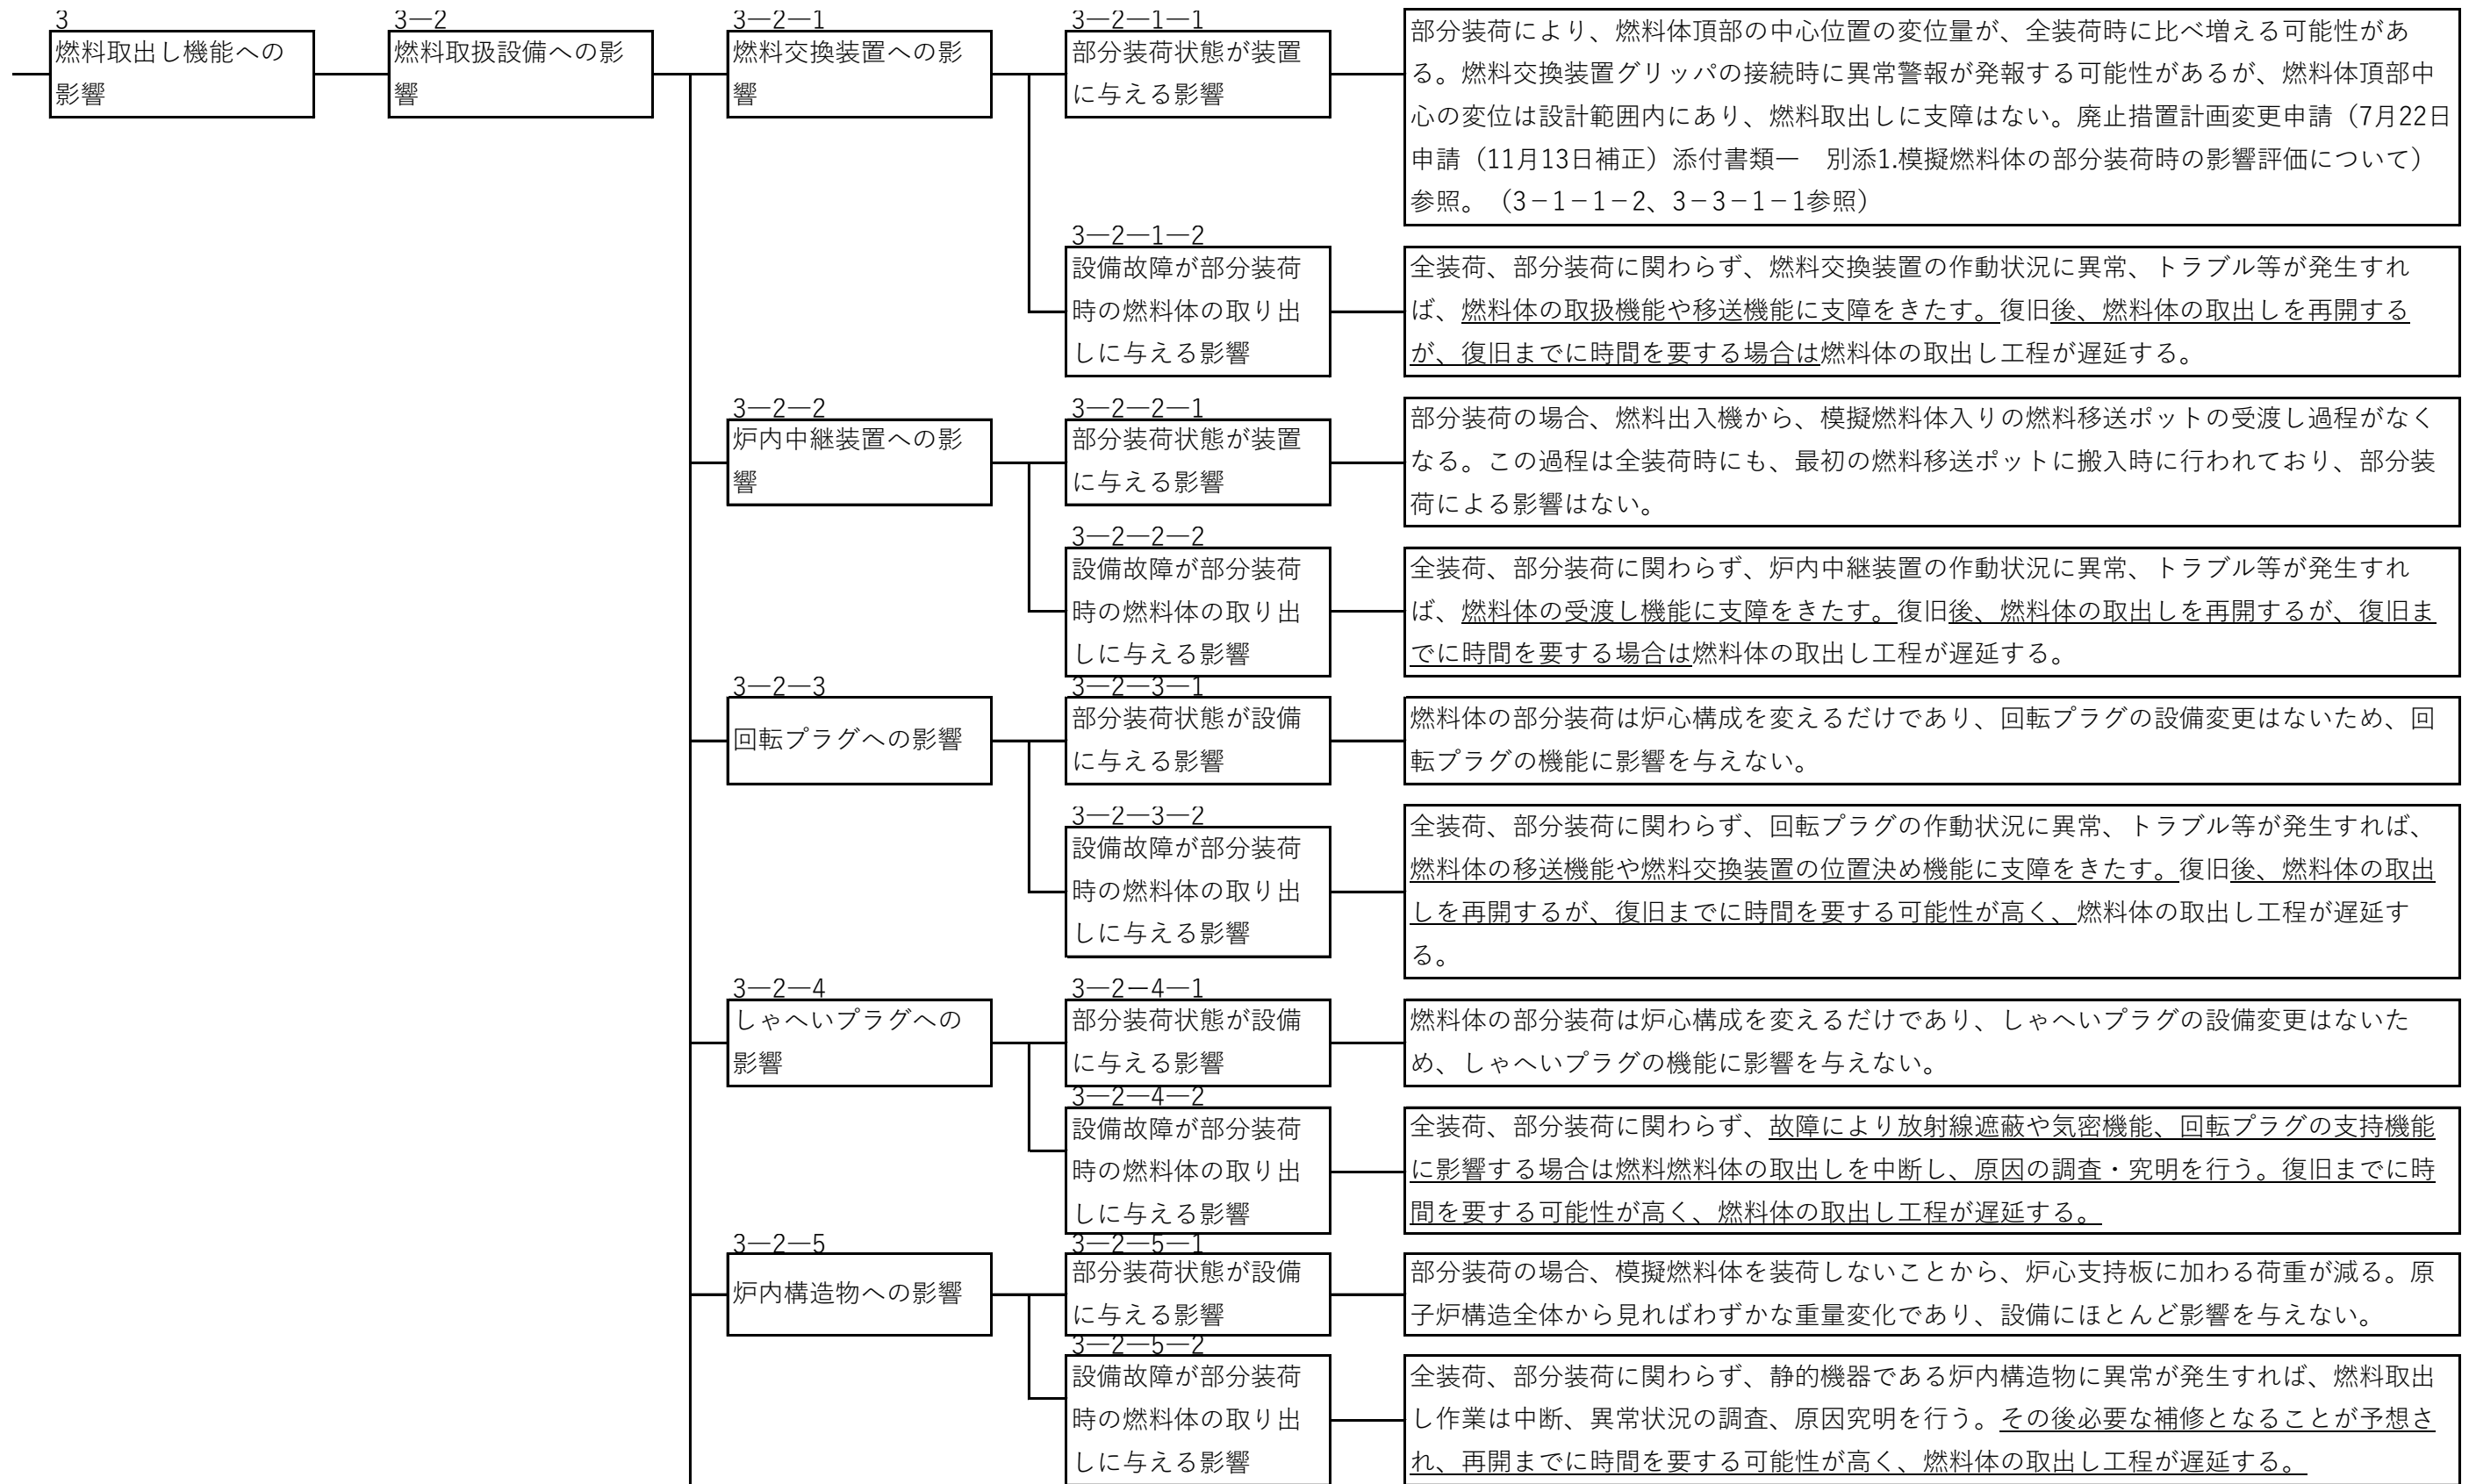 3
燃料取出し機能への
影響
3―2
燃料取扱設備への影
響
3―2―1
燃料交換装置への影
響
3―2―1―1
部分装荷状態が装置
に与える影響
部分装荷により、燃料体頂部の中心位置の変位量が、全装荷時に比べ増える可能性があ
る。燃料交換装置グリッパの接続時に異常警報が発報する可能性があるが、燃料体頂部中
心の変位は設計範囲内にあり、燃料取出しに支障はない。廃止措置計画変更申請（7月22日
申請（11月13日補正）添付書類一　別添1.模擬燃料体の部分装荷時の影響評価について）
参照。（3－1－1－2、3－3－1－1参照）
3―2―1―2
設備故障が部分装荷
時の燃料体の取り出
しに与える影響
全装荷、部分装荷に関わらず、燃料交換装置の作動状況に異常、トラブル等が発生すれ
ば、燃料体の取扱機能や移送機能に支障をきたす。復旧後、燃料体の取出しを再開する
が、復旧までに時間を要する場合は燃料体の取出し工程が遅延する。
3―2―2
炉内中継装置への影
響
3―2―2―1
部分装荷状態が装置
に与える影響
部分装荷の場合、燃料出入機から、模擬燃料体入りの燃料移送ポットの受渡し過程がなく
なる。この過程は全装荷時にも、最初の燃料移送ポットに搬入時に行われており、部分装
荷による影響はない。
3―2―2―2
設備故障が部分装荷
時の燃料体の取り出
しに与える影響
全装荷、部分装荷に関わらず、炉内中継装置の作動状況に異常、トラブル等が発生すれ
ば、燃料体の受渡し機能に支障をきたす。復旧後、燃料体の取出しを再開するが、復旧ま
でに時間を要する場合は燃料体の取出し工程が遅延する。
3―2―3
回転プラグへの影響
3―2―3―1
部分装荷状態が設備
に与える影響
燃料体の部分装荷は炉心構成を変えるだけであり、回転プラグの設備変更はないため、回
転プラグの機能に影響を与えない。
3―2―3―2
設備故障が部分装荷
時の燃料体の取り出
しに与える影響
全装荷、部分装荷に関わらず、回転プラグの作動状況に異常、トラブル等が発生すれば、
燃料体の移送機能や燃料交換装置の位置決め機能に支障をきたす。復旧後、燃料体の取出
しを再開するが、復旧までに時間を要する可能性が高く、燃料体の取出し工程が遅延す
る。
3―2―4
しゃへいプラグへの
影響
3―2－4―1
部分装荷状態が設備
に与える影響
燃料体の部分装荷は炉心構成を変えるだけであり、しゃへいプラグの設備変更はないた
め、しゃへいプラグの機能に影響を与えない。
3―2―4―2
設備故障が部分装荷
時の燃料体の取り出
しに与える影響
全装荷、部分装荷に関わらず、故障により放射線遮蔽や気密機能、回転プラグの支持機能
に影響する場合は燃料燃料体の取出しを中断し、原因の調査・究明を行う。復旧までに時
間を要する可能性が高く、燃料体の取出し工程が遅延する。
3―2―5
炉内構造物への影響
3―2―5―1
部分装荷状態が設備
に与える影響
部分装荷の場合、模擬燃料体を装荷しないことから、炉心支持板に加わる荷重が減る。原
子炉構造全体から見ればわずかな重量変化であり、設備にほとんど影響を与えない。
3―2―5―2
設備故障が部分装荷
時の燃料体の取り出
しに与える影響
全装荷、部分装荷に関わらず、静的機器である炉内構造物に異常が発生すれば、燃料取出
し作業は中断、異常状況の調査、原因究明を行う。その後必要な補修となることが予想さ
れ、再開までに時間を要する可能性が高く、燃料体の取出し工程が遅延する。